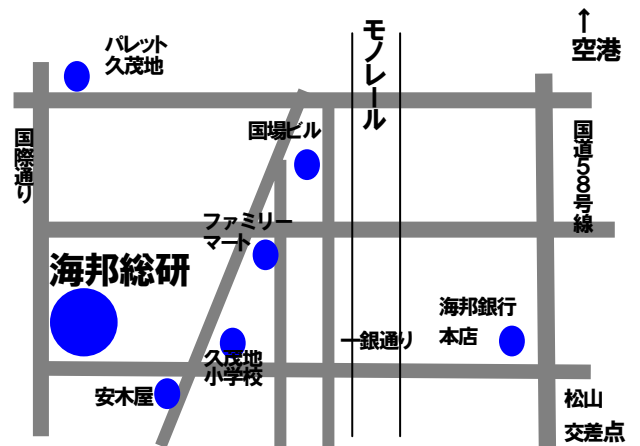 ↑
空港
パレット
久茂地
モノレール
国際通り
国場ビル
国道58号線
ファミリー
マート
海邦総研
海邦銀行
本店
一銀通り
久茂地
小学校
安木屋
松山
交差点